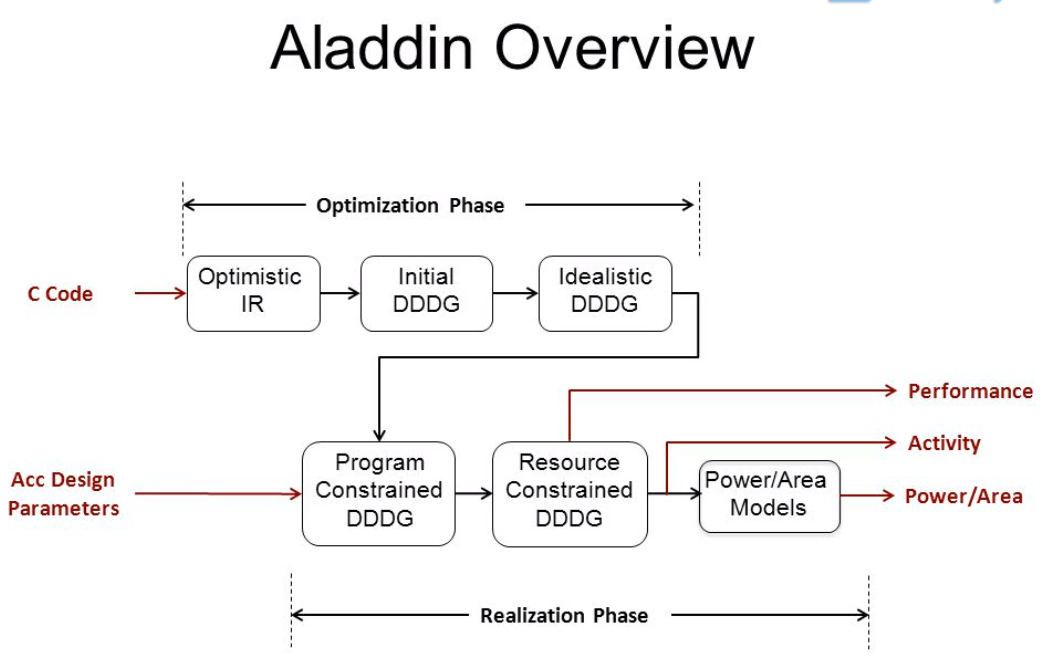 Aladdin Overview
Optimization Phase
C Code
Optimistic
IR
Initial
DDDG
Idealistic
DDDG
Performance
Activity
Power/Area
Acc Design
Parameters
Program
Constrained
DDDG
Resource
Constrained
DDDG
Power/Area
Models
Realization Phase